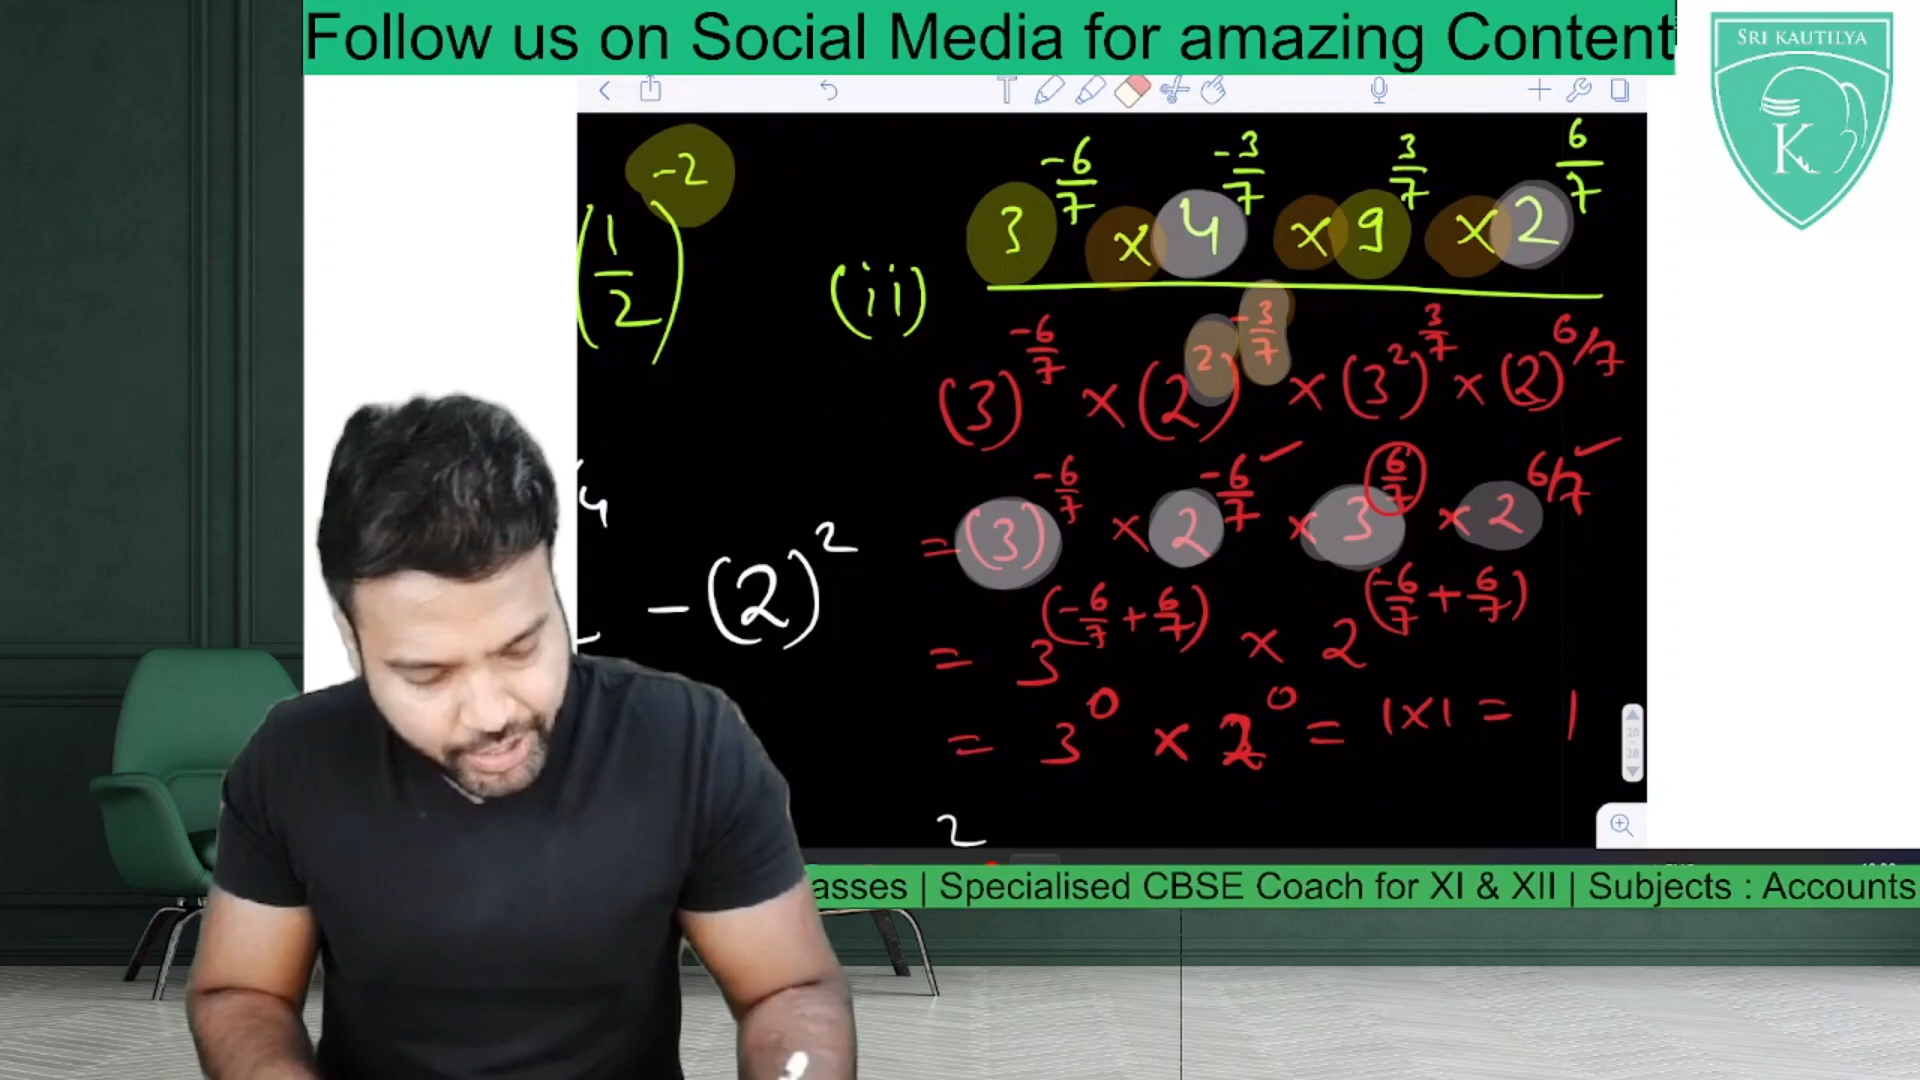 Follow us on Social Media for amazing Content
SRI KAUTILYA
K
(1/2)^-2
(ii) 3^(-6/7) × 4^(-3/7) × 9^(3/7) × 2^(6/7)
(3)^(-6/7) × (2^2)^(-3/7) × (3^2)^(3/7) × (2)^(6/7)
= (3)^(-6/7) × 2^(-6/7) × 3^(6/7) × 2^(6/7)
4
- (2)^2
= 3^(-6/7 + 6/7) × 2^(-6/7 + 6/7)
= 3^0 × 2^0 = 1×1 = 1
2
asses | Specialised CBSE Coach for XI & XII | Subjects : Accounts